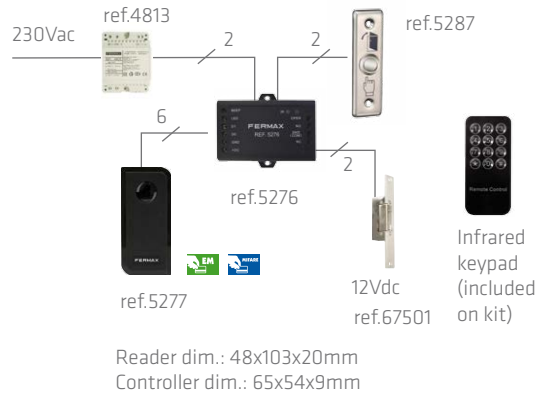 ref.4813
230Vac
2
2
ref.5287
6
FERMAX
REF. 5276
2
ref.5276
Remote Control
FERMAX
EM
MIFARE
ref.5277
12Vdc
ref.67501
Infrared
keypad
(included
on kit)
Reader dim.: 48x103x20mm
Controller dim.: 65x54x9mm